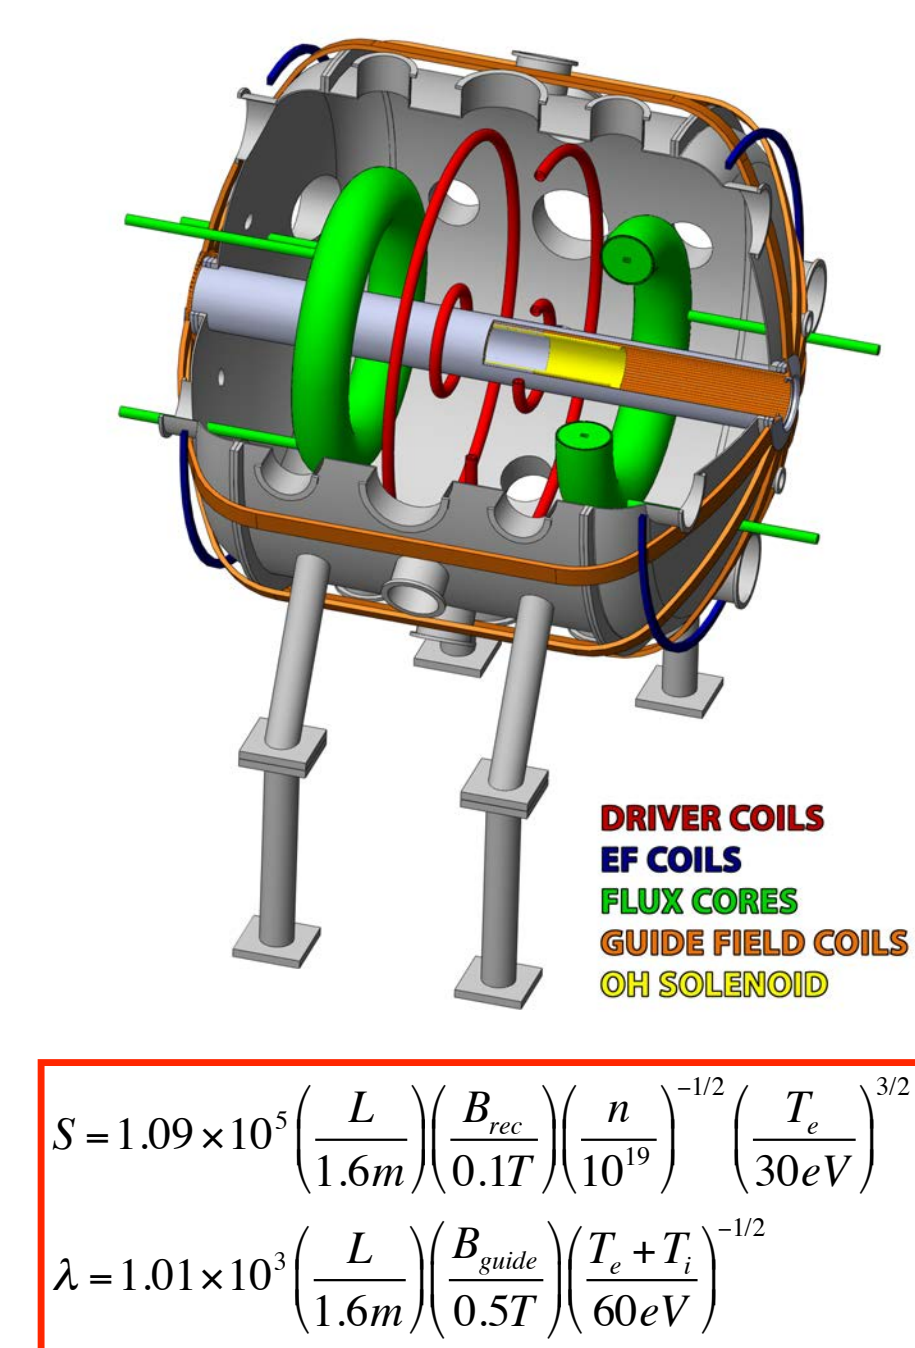 DRIVER COILS
EF COILS
FLUX CORES
GUIDE FIELD COILS
OH SOLENOID
S = 1.09 × 10^5 (L / 1.6m) (B_rec / 0.1T) (n / 10^19)^{-1/2} (T_e / 30eV)^{3/2}
λ = 1.01 × 10^3 (L / 1.6m) (B_guide / 0.5T) ((T_e + T_i) / 60eV)^{-1/2}